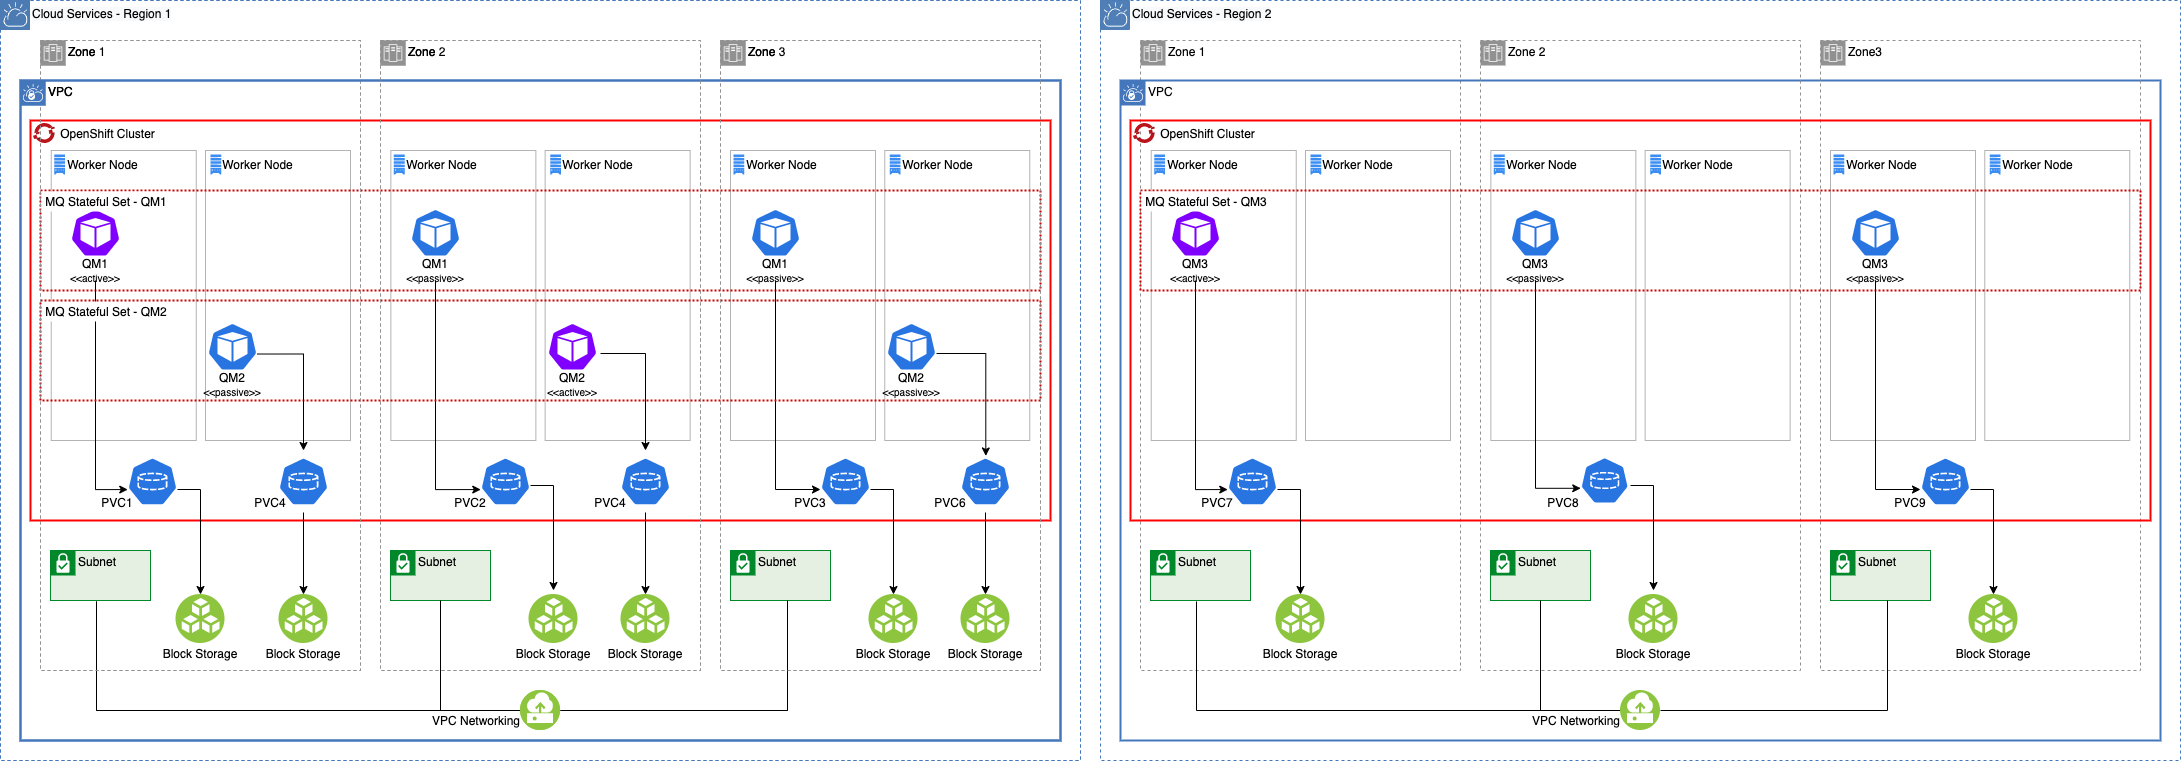 Cloud Services - Region 1
Zone 1
Zone 2
Zone 3
VPC
OpenShift Cluster
Worker Node
Worker Node
Worker Node
Worker Node
Worker Node
Worker Node
MQ Stateful Set - QM1
QM1
<<active>>
QM1
<<passive>>
QM1
<<passive>>
MQ Stateful Set - QM2
QM2
<<passive>>
QM2
<<active>>
QM2
<<passive>>
PVC1
PVC4
PVC2
PVC4
PVC3
PVC6
Subnet
Subnet
Subnet
Block Storage
Block Storage
Block Storage
Block Storage
Block Storage
Block Storage
VPC Networking
Cloud Services - Region 2
Zone 1
Zone 2
Zone3
VPC
OpenShift Cluster
Worker Node
Worker Node
Worker Node
Worker Node
Worker Node
Worker Node
MQ Stateful Set - QM3
QM3
<<active>>
QM3
<<passive>>
QM3
<<passive>>
PVC7
PVC8
PVC9
Subnet
Subnet
Subnet
Block Storage
Block Storage
Block Storage
VPC Networking